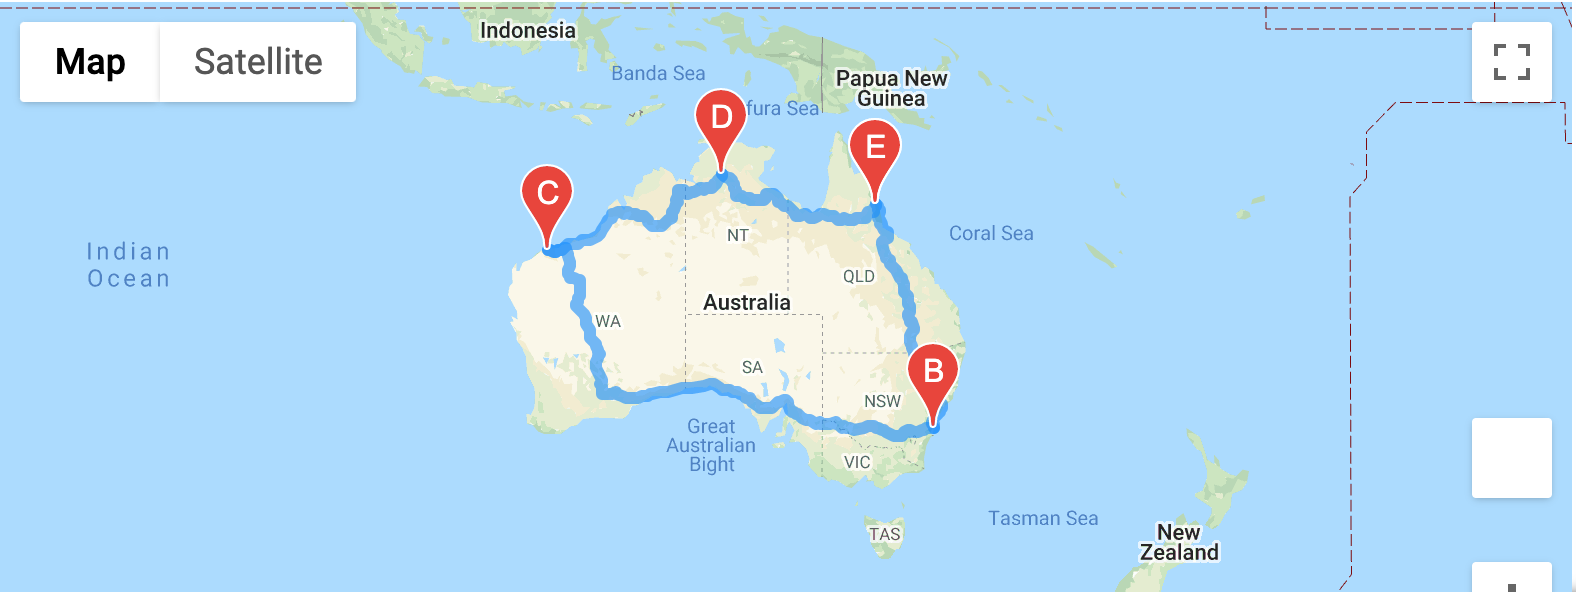 Map
Satellite
Indonesia
Banda Sea
Papua New
Guinea
fura Sea
D
E
C
Indian
Ocean
Coral Sea
NT
QLD
Australia
WA
SA
B
NSW
Great
Australian
Bight
VIC
Tasman Sea
TAS
New
Zealand